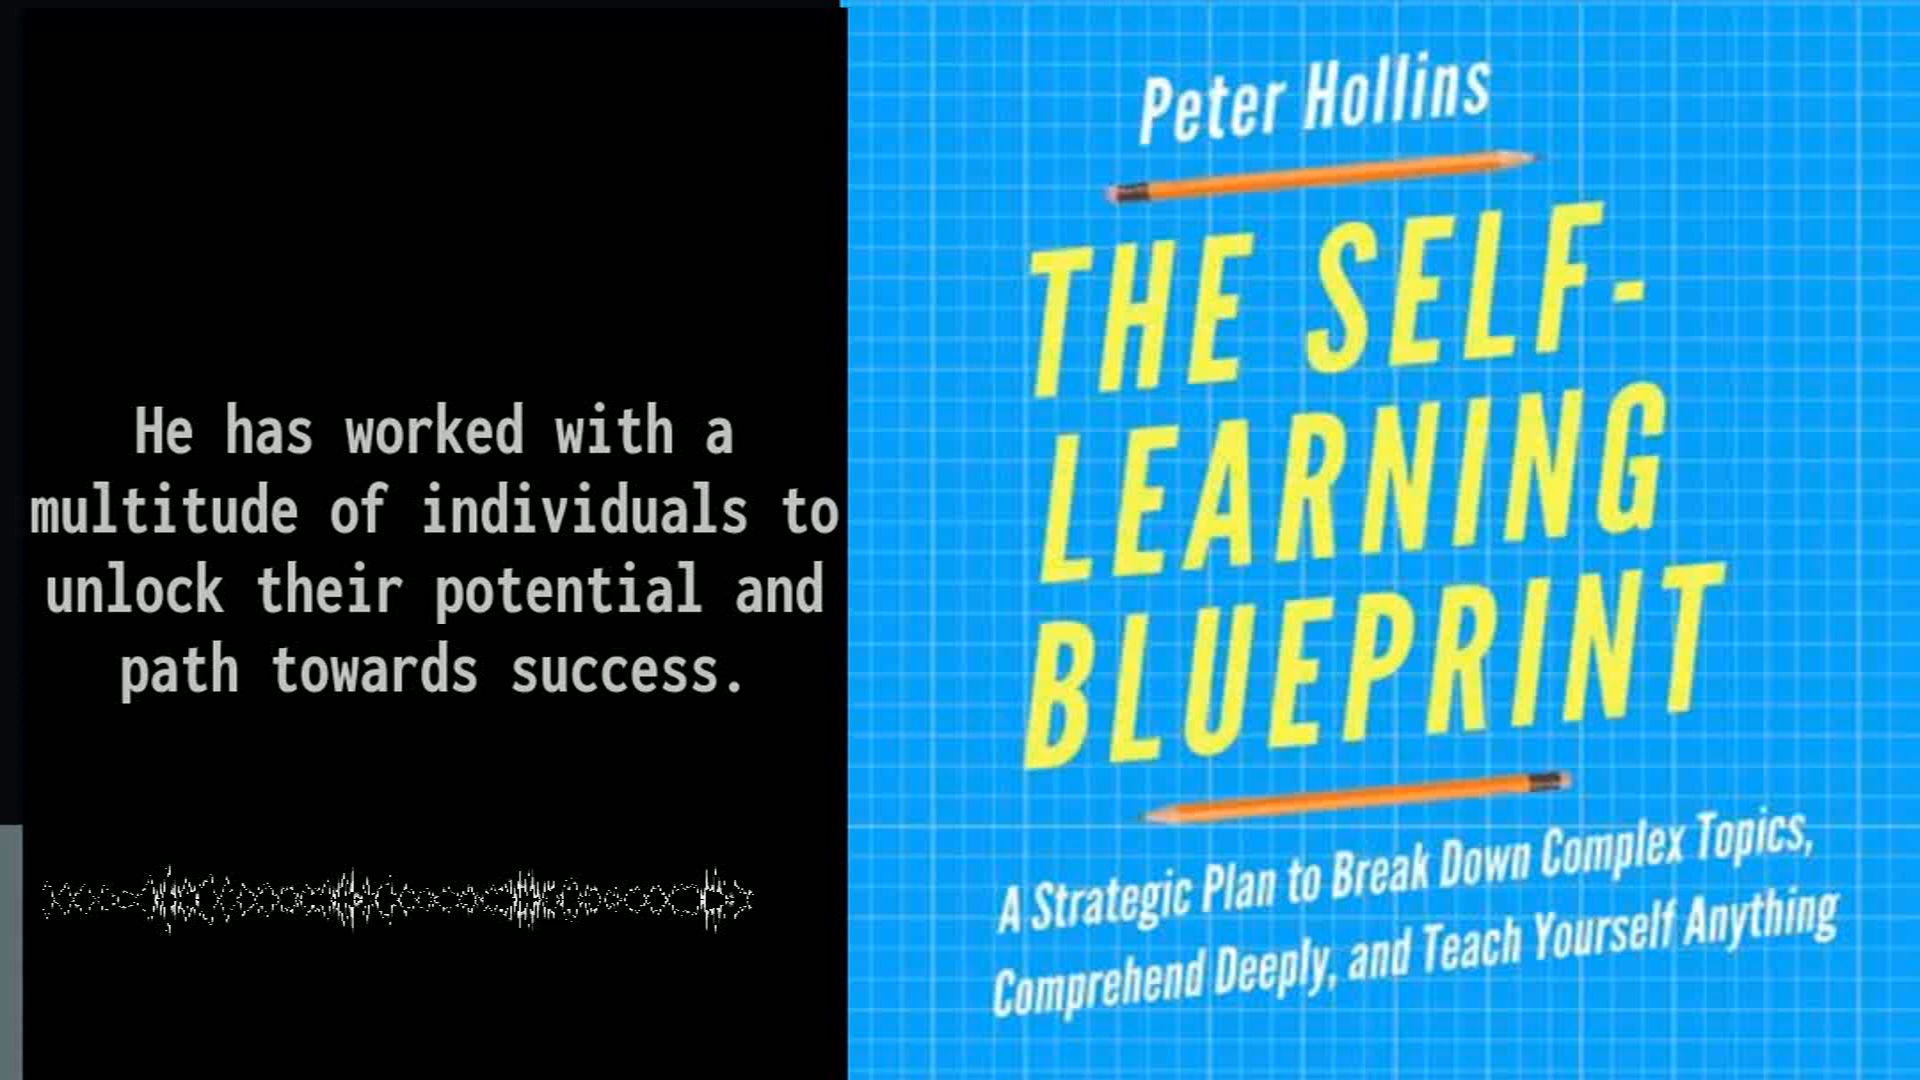 He has worked with a
multitude of individuals to
unlock their potential and
path towards success.
Peter Hollins
THE SELF-
LEARNING
BLUEPRINT
A Strategic Plan to Break Down Complex Topics,
Comprehend Deeply, and Teach Yourself Anything